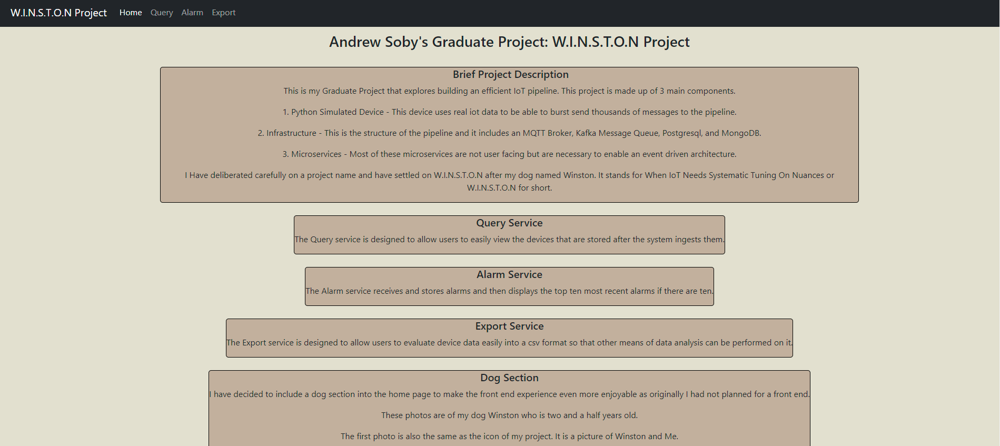 W.I.N.S.T.O.N Project Home Query Alarm Export
Andrew Soby's Graduate Project: W.I.N.S.T.O.N Project
Brief Project Description
This is my Graduate Project that explores building an efficient IoT pipeline. This project is made up of 3 main components.
1. Python Simulated Device - This device uses real iot data to be able to burst send thousands of messages to the pipeline.
2. Infrastructure - This is the structure of the pipeline and it includes an MQTT Broker, Kafka Message Queue, Postgresql, and MongoDB.
3. Microservices - Most of these microservices are not user facing but are necessary to enable an event driven architecture.
I Have deliberated carefully on a project name and have settled on W.I.N.S.T.O.N after my dog named Winston. It stands for When IoT Needs Systematic Tuning On Nuances or
W.I.N.S.T.O.N for short.
Query Service
The Query service is designed to allow users to easily view the devices that are stored after the system ingests them.
Alarm Service
The Alarm service receives and stores alarms and then displays the top ten most recent alarms if there are ten.
Export Service
The Export service is designed to allow users to evaluate device data easily into a csv format so that other means of data analysis can be performed on it.
Dog Section
I have decided to include a dog section into the home page to make the front end experience even more enjoyable as originally I had not planned for a front end.
These photos are of my dog Winston who is two and a half years old.
The first photo is also the same as the icon of my project. It is a picture of Winston and Me.